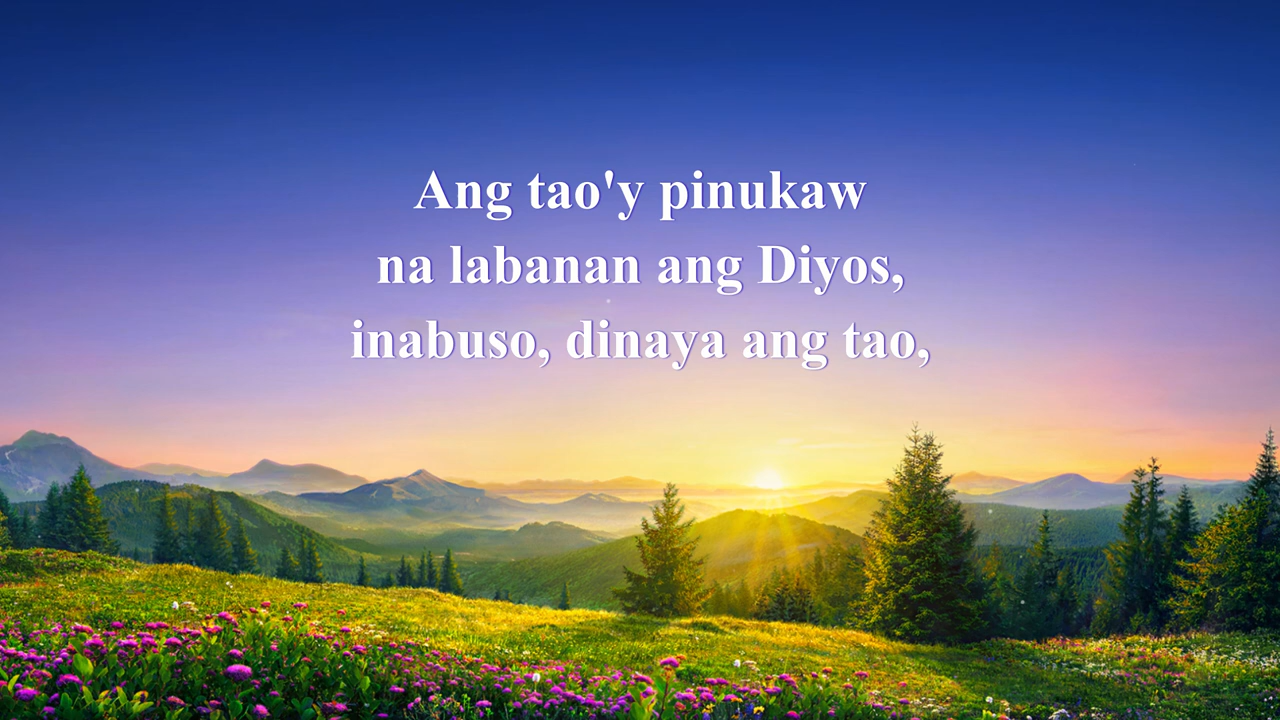 Ang tao'y pinukaw
na labanan ang Diyos,
inabuso, dinaya ang tao,